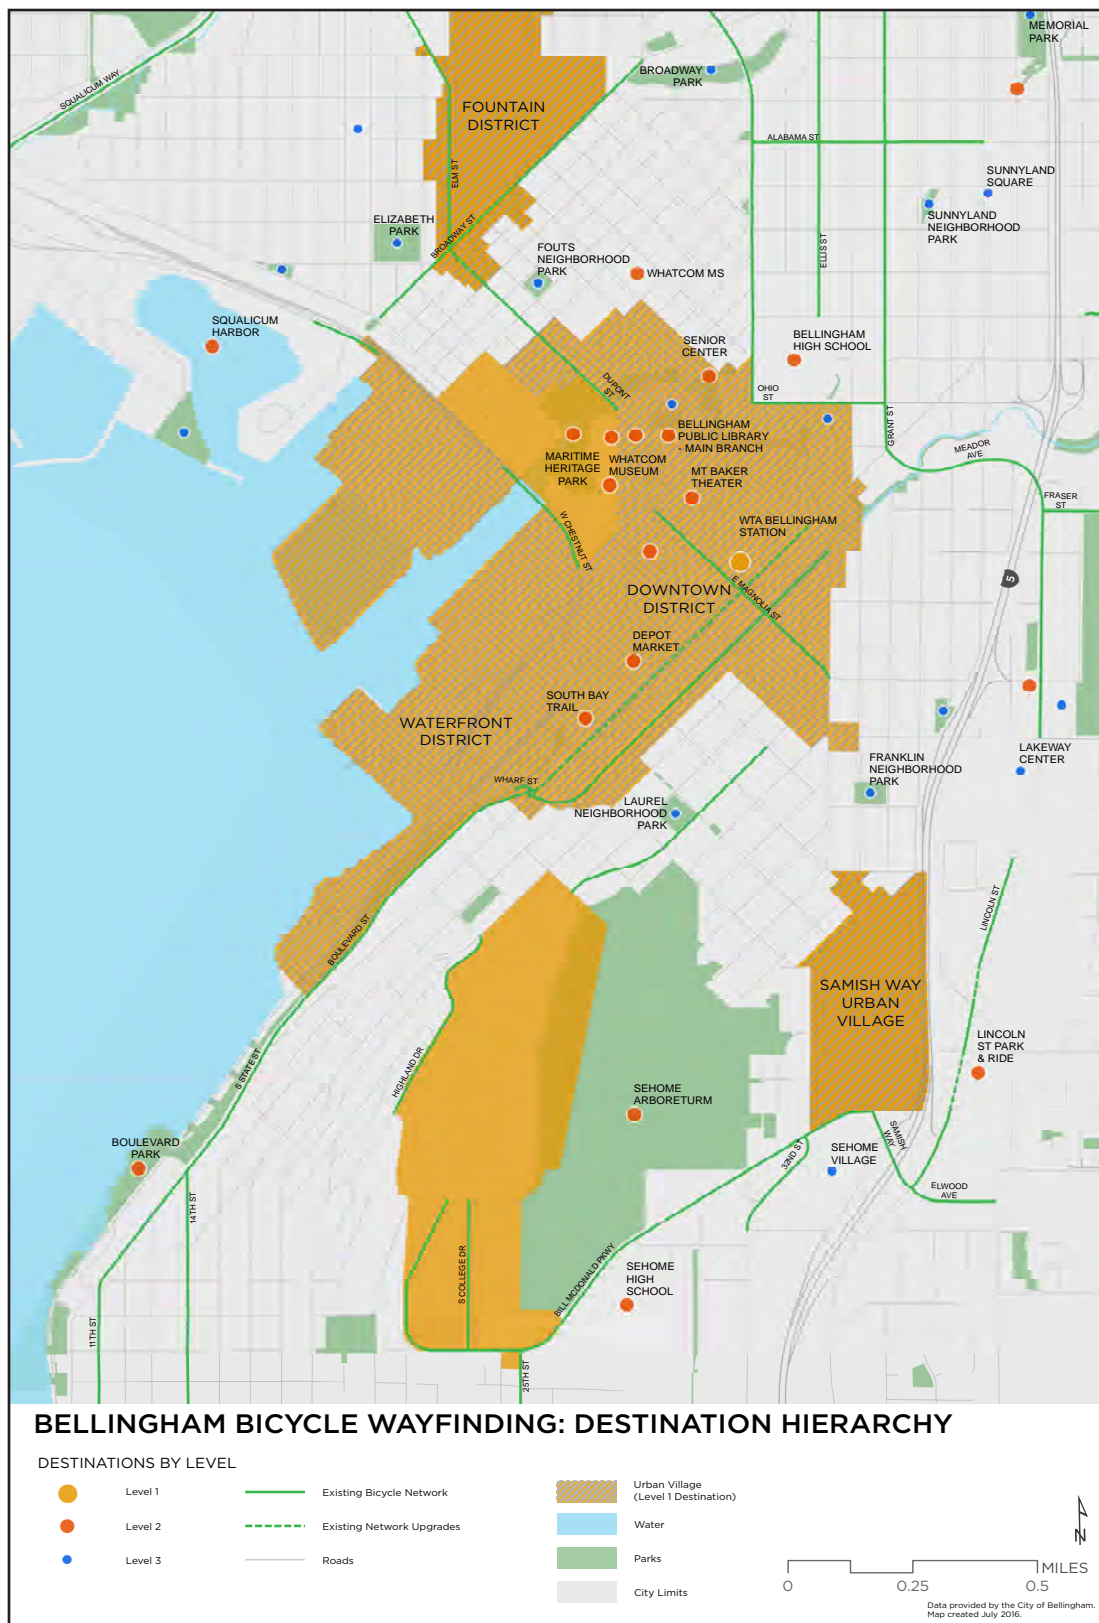 MEMORIAL
PARK
SQUALICUM WAY
BROADWAY
PARK
FOUNTAIN
DISTRICT
ALABAMA ST
ELM ST
SUNNYLAND
SQUARE
SUNNYLAND
NEIGHBORHOOD
PARK
ELIZABETH
PARK
BROADWAY ST
ELLIS ST
FOUTS
NEIGHBORHOOD
PARK
WHATCOM MS
SQUALICUM
HARBOR
SENIOR
CENTER
BELLINGHAM
HIGH SCHOOL
DUPONT
ST
OHIO
ST
GRANT ST
BELLINGHAM
PUBLIC LIBRARY
- MAIN BRANCH
MARITIME
HERITAGE
PARK
WHATCOM
MUSEUM
MT BAKER
THEATER
MEADOR
AVE
FRASER
ST
W CHESTNUT ST
WTA BELLINGHAM
STATION
5
DOWNTOWN
DISTRICT
E MAGNOLIA ST
DEPOT
MARKET
SOUTH BAY
TRAIL
WATERFRONT
DISTRICT
LAKEWAY
CENTER
FRANKLIN
NEIGHBORHOOD
PARK
WHARF ST
LAUREL
NEIGHBORHOOD
PARK
LINCOLN ST
BOULEVARD ST
SAMISH WAY
URBAN
VILLAGE
LINCOLN
ST PARK
& RIDE
S STATE ST
HIGHLAND DR
SEHOME
ARBORETURM
BOULEVARD
PARK
32ND ST
SEHOME
VILLAGE
SAMISH
WAY
ELWOOD
AVE
14TH ST
S COLLEGE DR
BILL MCDONALD PKWY
SEHOME
HIGH
SCHOOL
11TH ST
25TH ST
BELLINGHAM BICYCLE WAYFINDING: DESTINATION HIERARCHY
DESTINATIONS BY LEVEL
Level 1
Level 2
Level 3
Existing Bicycle Network
Existing Network Upgrades
Roads
Urban Village
(Level 1 Destination)
Water
Parks
City Limits
N
MILES
0
0.25
0.5
Data provided by the City of Bellingham.
Map created July 2016.